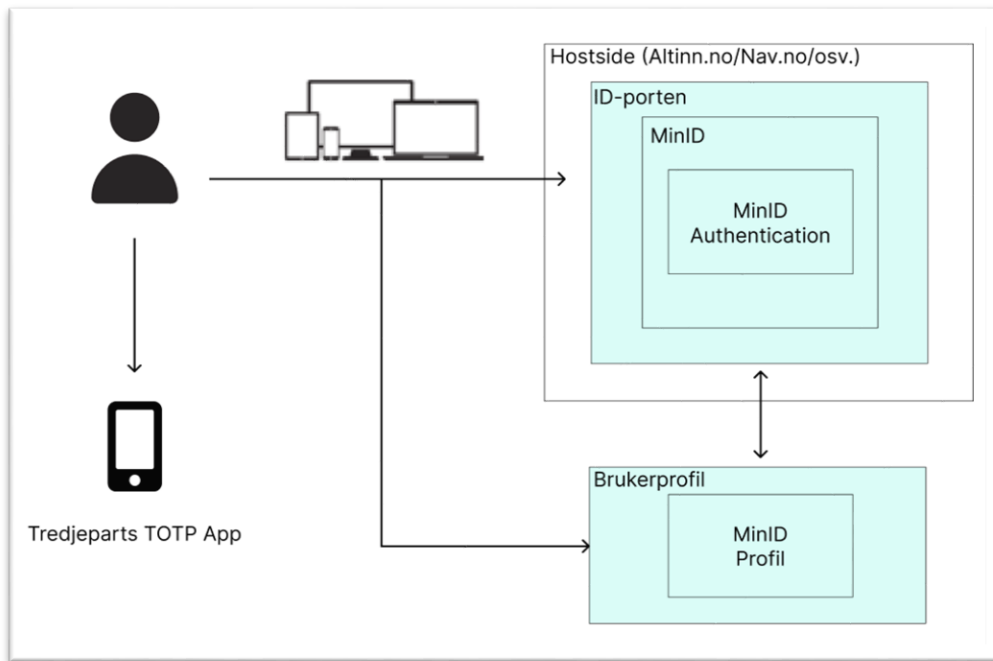 Hostside (Altinn.no/Nav.no/osv.)
ID-porten
MinID
MinID
Authentication
Tredjeparts TOTP App
Brukerprofil
MinID
Profil